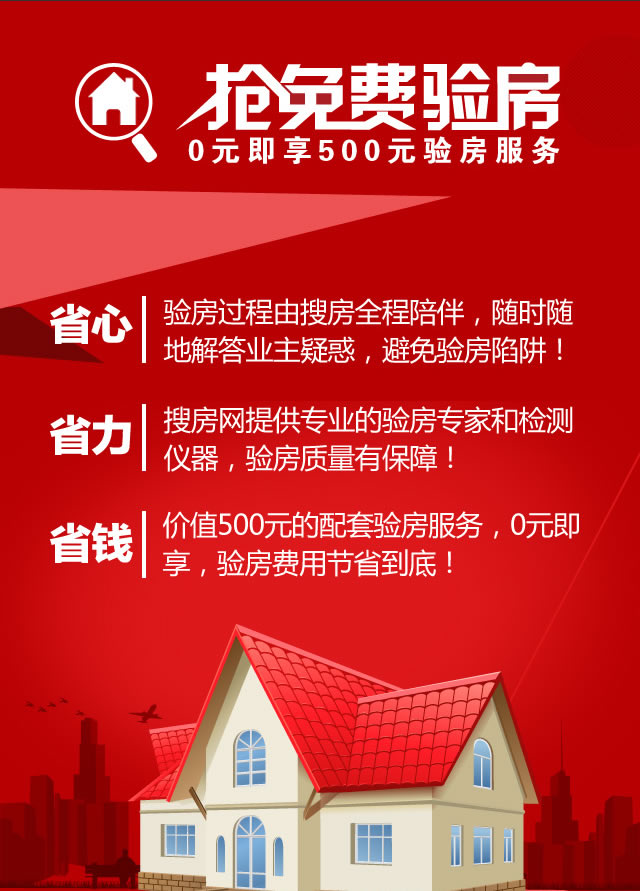 抢免费验房
0元即享500元验房服务
省心
验房过程由搜房全程陪伴，随时随
地解答业主疑惑，避免验房陷阱！
省力
搜房网提供专业的验房专家和检测
仪器，验房质量有保障！
省钱
价值500元的配套验房服务，0元即
享，验房费用节省到底！